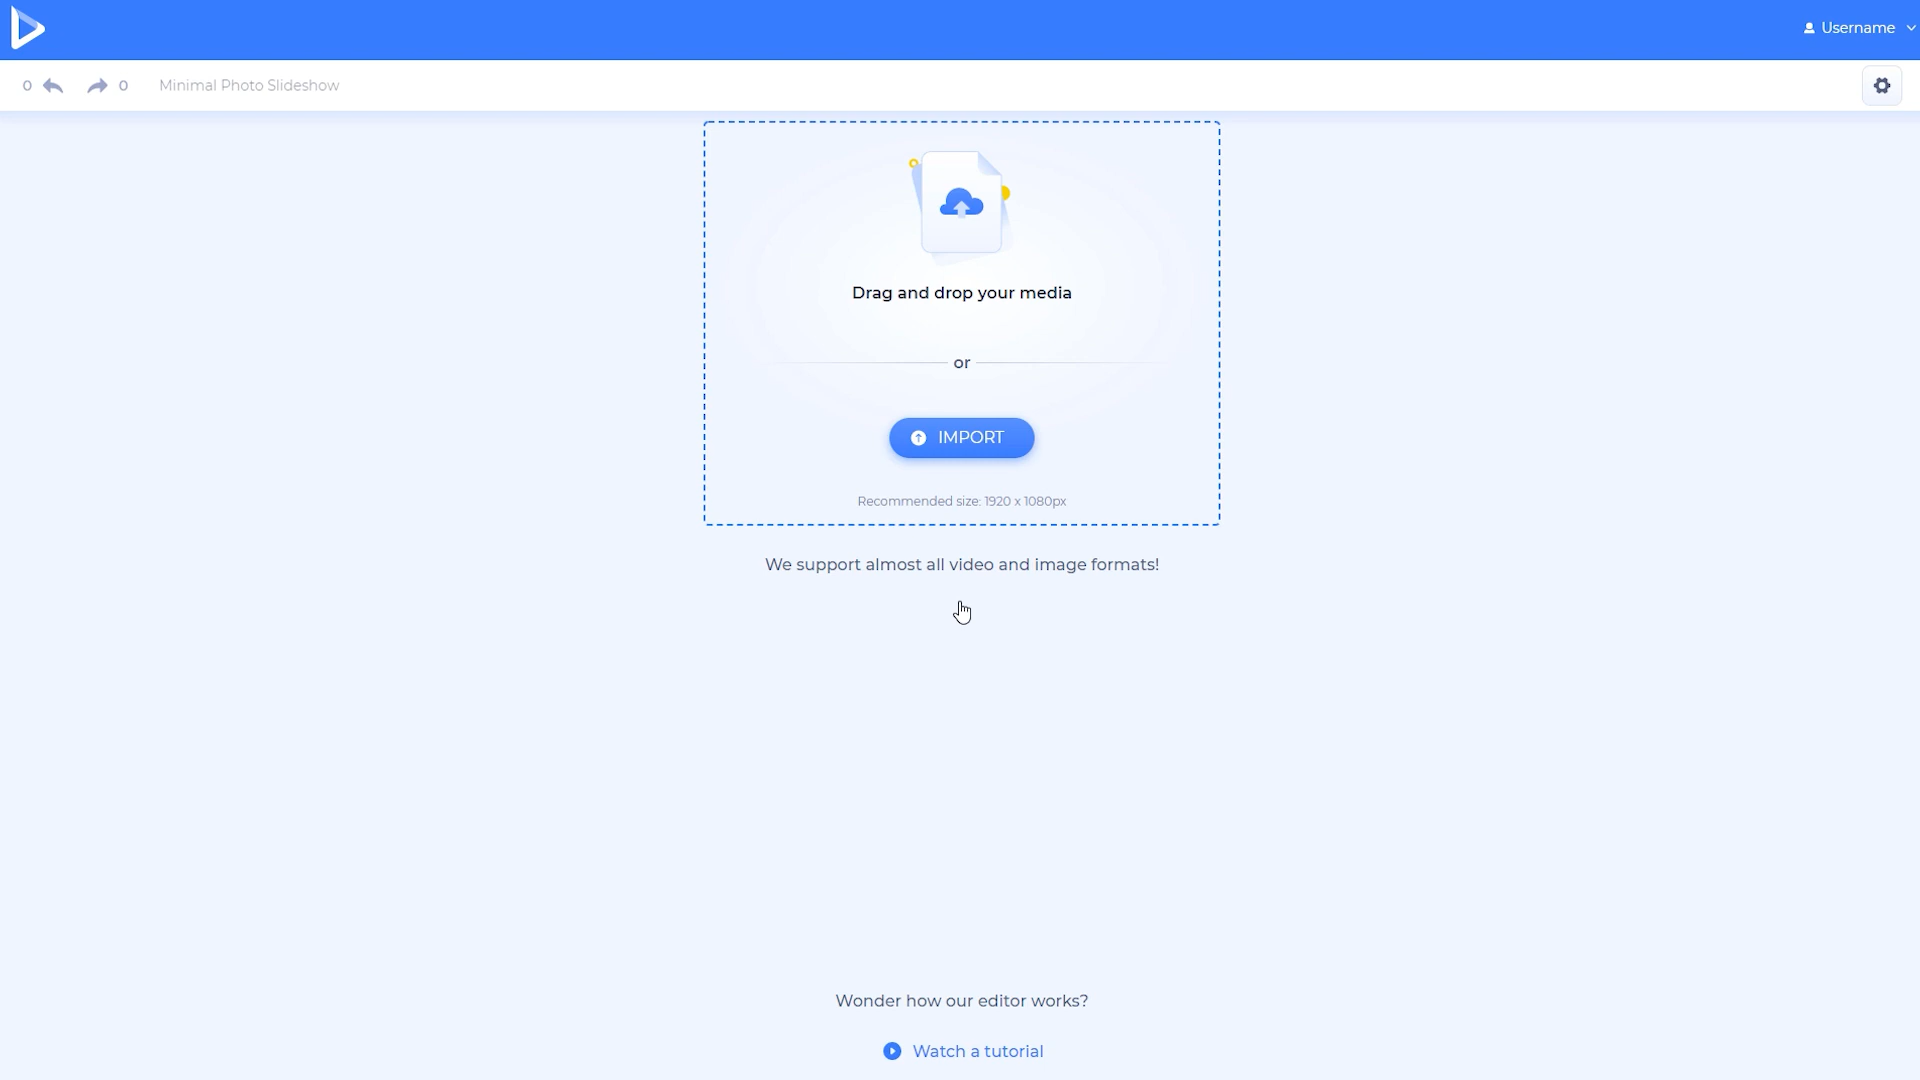 Username
0 0 Minimal Photo Slideshow
Drag and drop your media
or
IMPORT
Recommended size: 1920 x 1080px
We support almost all video and image formats!
Wonder how our editor works?
Watch a tutorial